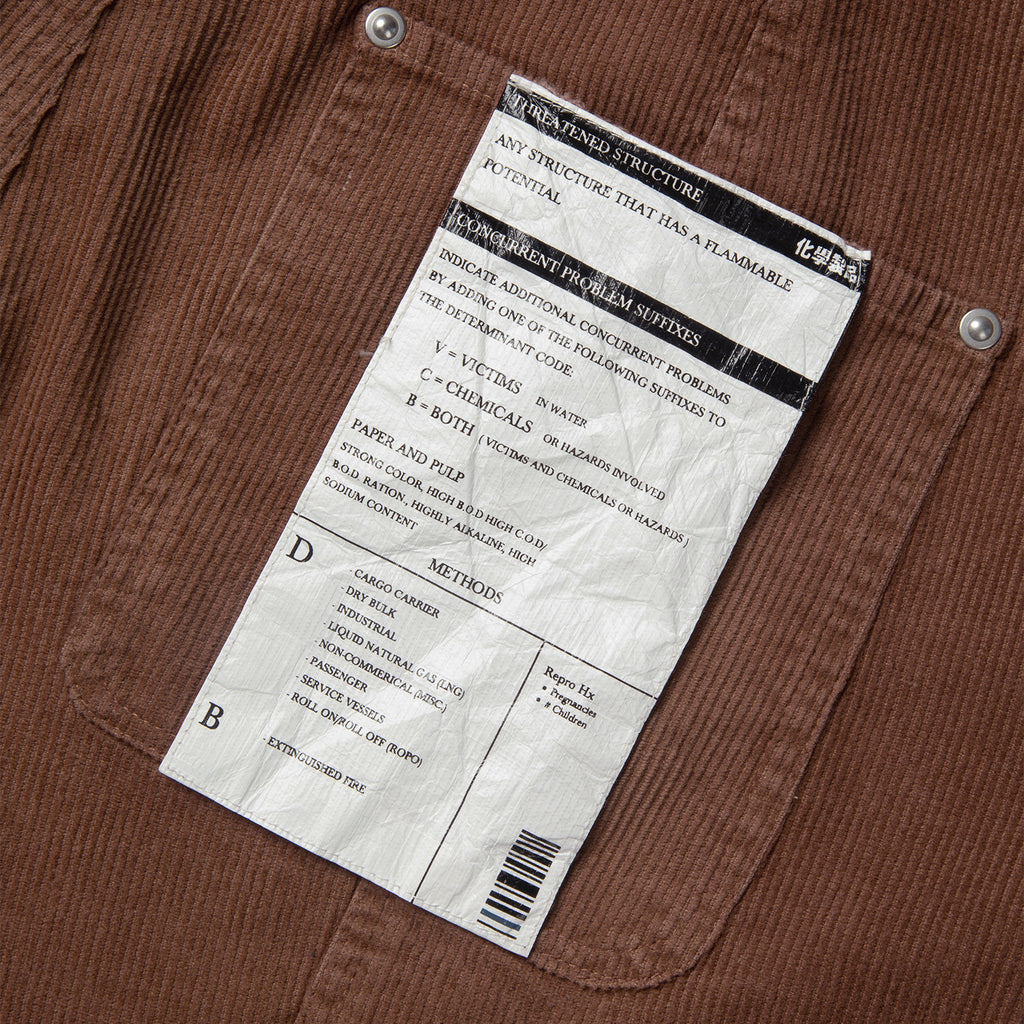 THREATENED STRUCTURE
化學製品
ANY STRUCTURE THAT HAS A FLAMMABLE
POTENTIAL
CONCURRENT PROBLEM SUFFIXES
INDICATE ADDITIONAL CONCURRENT PROBLEMS
BY ADDING ONE OF THE FOLLOWING SUFFIXES TO
THE DETERMINANT CODE:
V = VICTIMS IN WATER
C = CHEMICALS OR HAZARDS INVOLVED
B = BOTH ( VICTIMS AND CHEMICALS OR HAZARDS )
PAPER AND PULP
STRONG COLOR, HIGH B.O.D HIGH C.O.D/
B.O.D. RATION., HIGHLY ALKALINE, HIGH
SODIUM CONTENT
METHODS
D
· CARGO CARRIER
· DRY BULK
· INDUSTRIAL
· LIQUID NATURAL GAS (LNG)
· NON-COMMERICAL (MISC)
· PASSENGER
· SERVICE VESSELS
· ROLL ON/ROLL OFF (ROPO)
B
· EXTINGUISHED FIRE
Repro Hx
• Pregnancies
• # Children